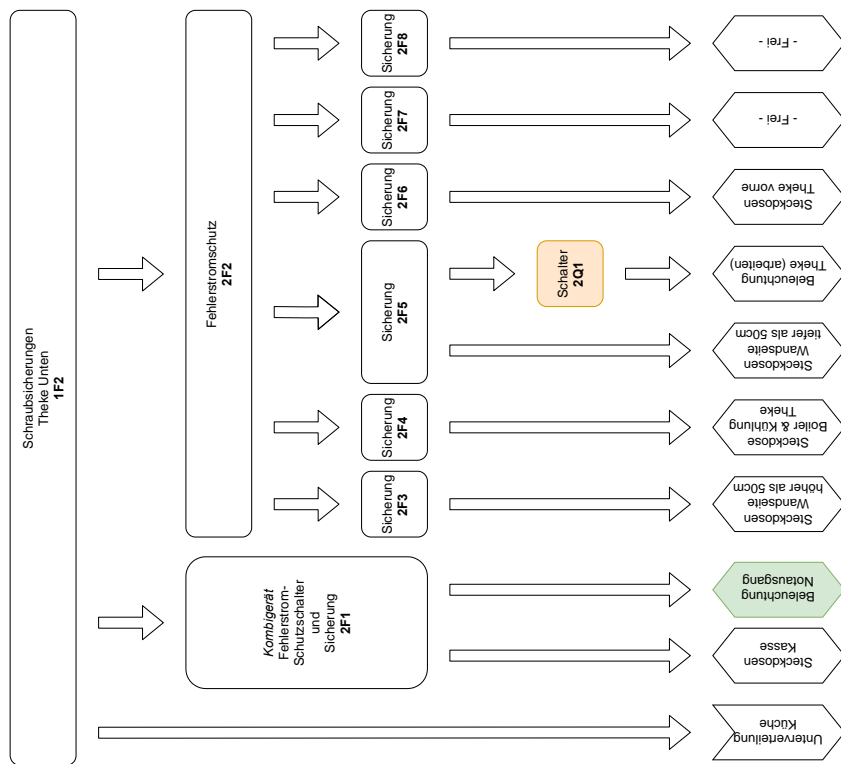 Schraubsicherungen
Theke Unten
1F2
Fehlerstromschutz
2F2
Kombigerät
Fehlerstrom-
Schutzschalter
und
Sicherung
2F1
Sicherung
2F8
Sicherung
2F7
Sicherung
2F6
Sicherung
2F5
Sicherung
2F4
Sicherung
2F3
Schalter
2Q1
- Frei -
- Frei -
Steckdosen
Theke vorne
Beleuchtung
Theke (arbeiten)
Steckdosen
Wandseite
tiefer als 50cm
Steckdose
Boiler & Kühlung
Theke
Steckdosen
Wandseite
höher als 50cm
Beleuchtung
Notausgang
Steckdosen
Kasse
Unterverteilung
Küche